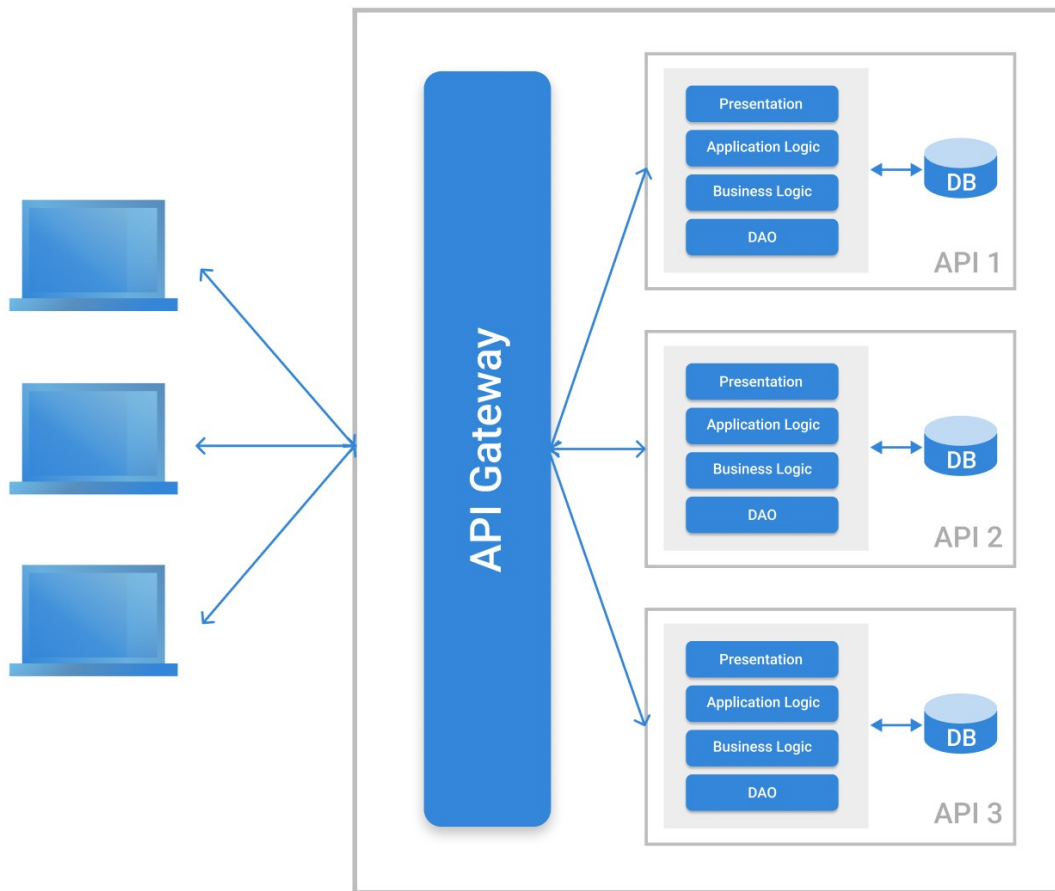 API Gateway
Presentation
Application Logic
Business Logic
DAO
DB
API 1
Presentation
Application Logic
Business Logic
DAO
DB
API 2
Presentation
Application Logic
Business Logic
DAO
DB
API 3